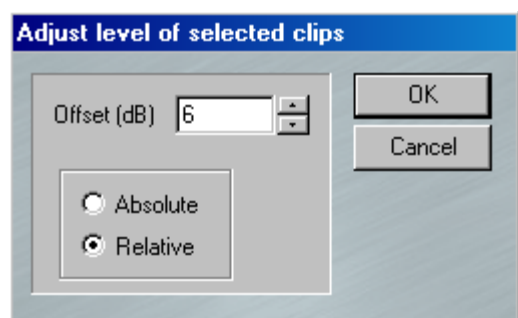 Adjust level of selected clips
Offset (dB) 6
OK
Cancel
Absolute
Relative